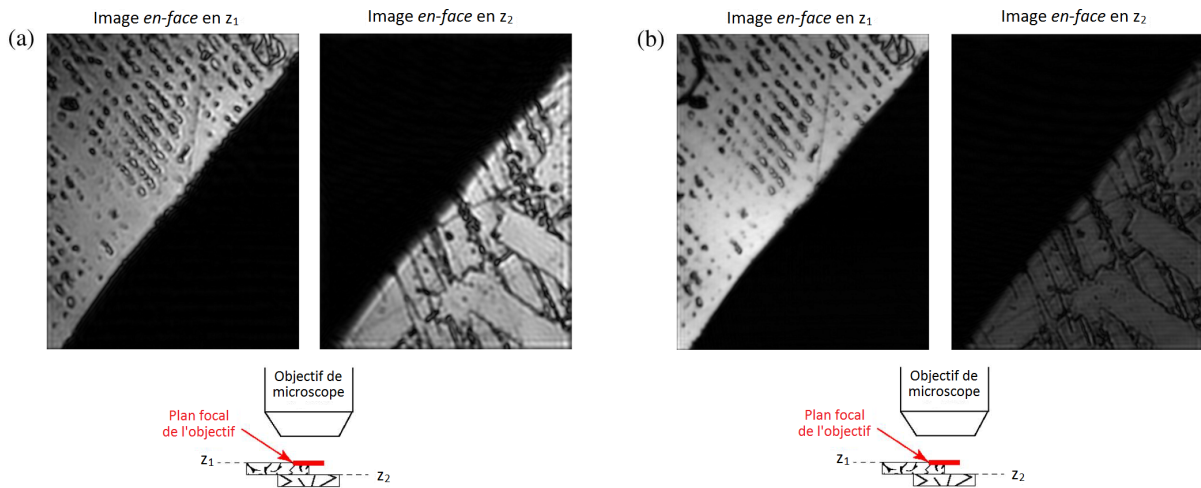 Image en-face en z1
Image en-face en z2
(a)
Objectif de
microscope
Plan focal
de l'objectif
z1
z2
Image en-face en z1
Image en-face en z2
(b)
Objectif de
microscope
Plan focal
de l'objectif
z1
z2